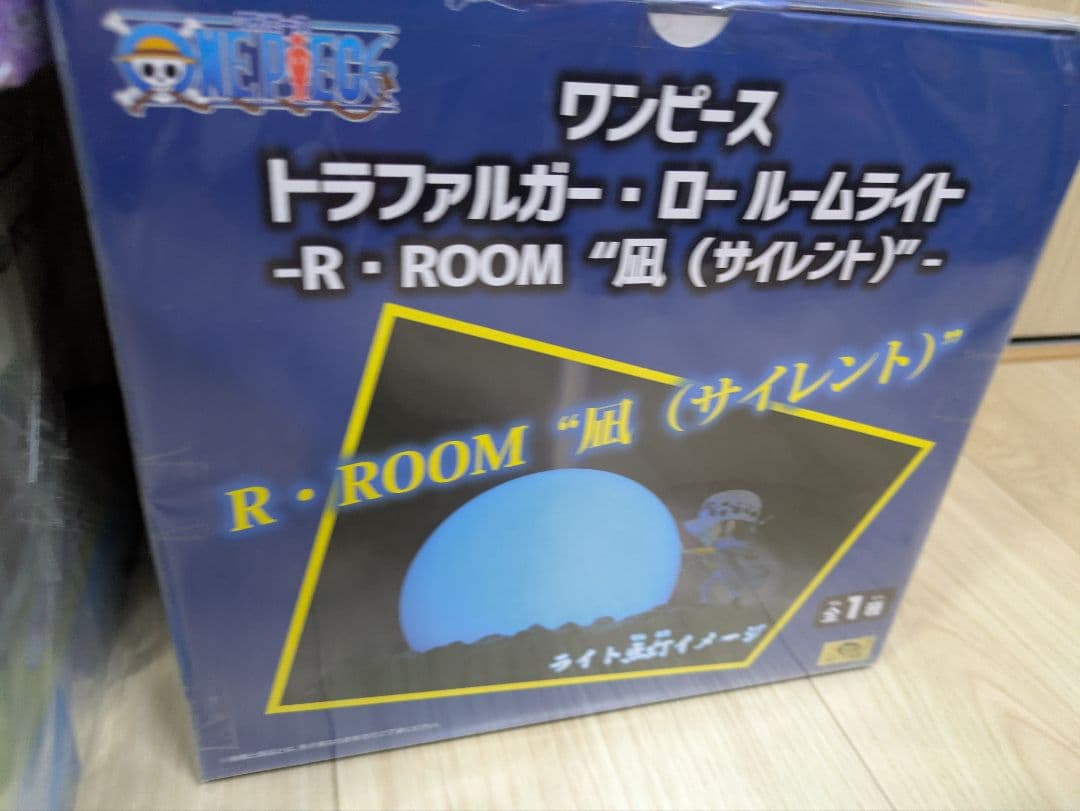 ONE PIECE
ワンピース
トラファルガー・ロー ルームライト
-R・ROOM “凪（サイレント）”-
R・ROOM “凪（サイレント）”
全1種
ライト点灯イメージ